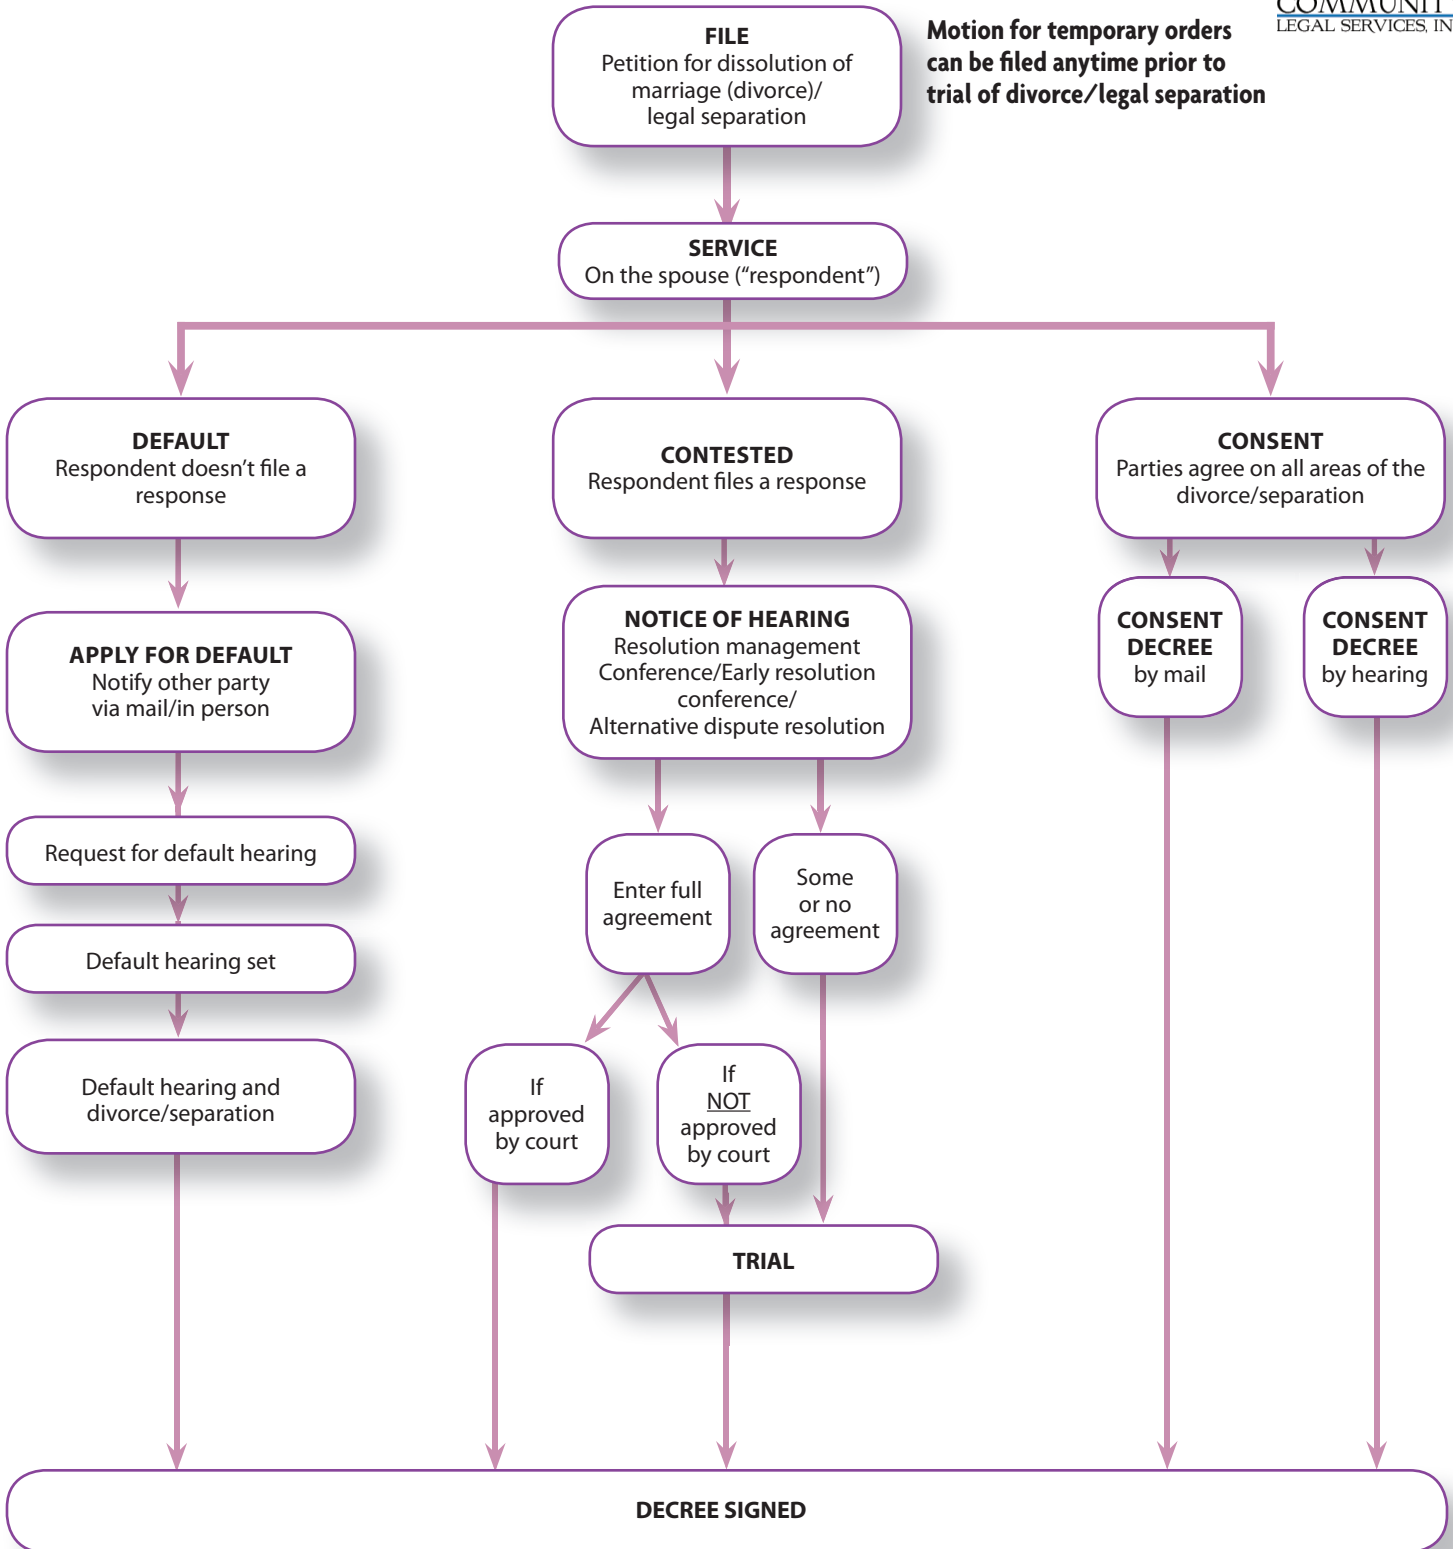 FILE
Petition for dissolution of
marriage (divorce)/
legal separation
Motion for temporary orders
can be filed anytime prior to
trial of divorce/legal separation
COMMUNIT
LEGAL SERVICES, IN
SERVICE
On the spouse (“respondent”)
DEFAULT
Respondent doesn’t file a
response
CONTESTED
Respondent files a response
CONSENT
Parties agree on all areas of the
divorce/separation
APPLY FOR DEFAULT
Notify other party
via mail/in person
NOTICE OF HEARING
Resolution management
Conference/Early resolution
conference/
Alternative dispute resolution
CONSENT
DECREE
by mail
CONSENT
DECREE
by hearing
Request for default hearing
Enter full
agreement
Some
or no
agreement
Default hearing set
Default hearing and
divorce/separation
If
approved
by court
If
NOT
approved
by court
TRIAL
DECREE SIGNED